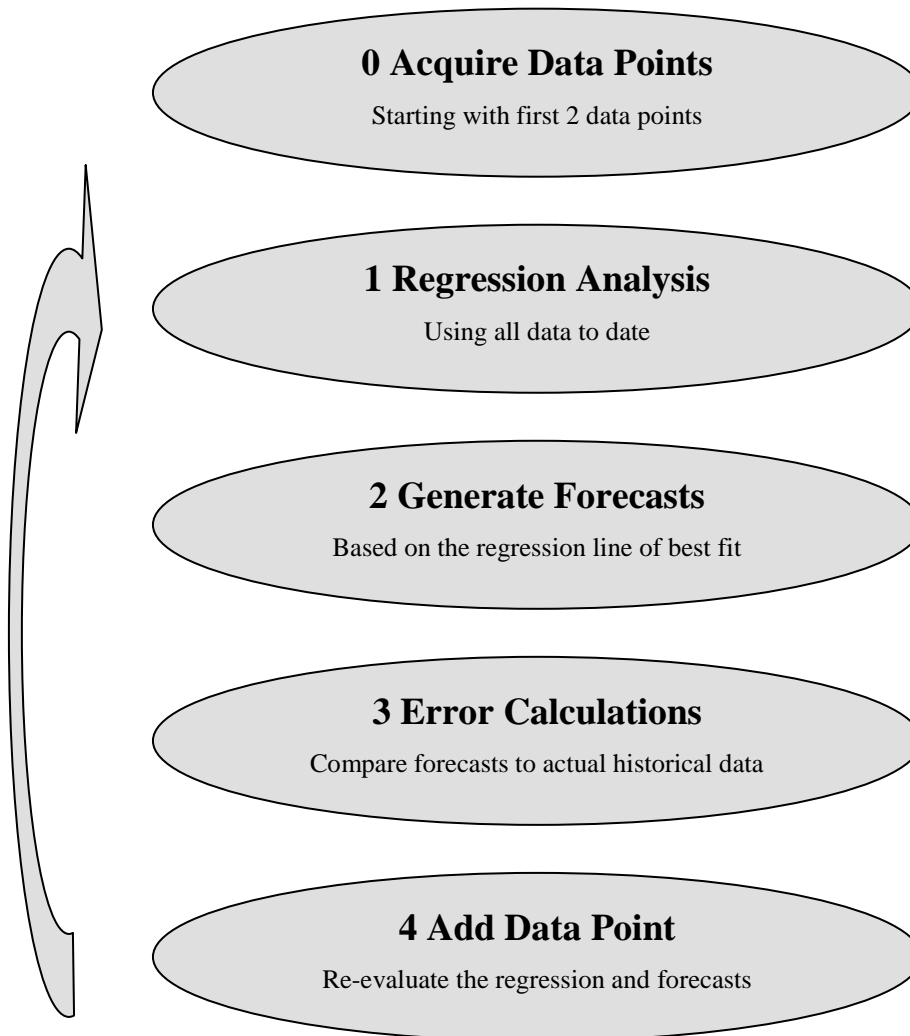 0 Acquire Data Points
Starting with first 2 data points
1 Regression Analysis
Using all data to date
2 Generate Forecasts
Based on the regression line of best fit
3 Error Calculations
Compare forecasts to actual historical data
4 Add Data Point
Re-evaluate the regression and forecasts